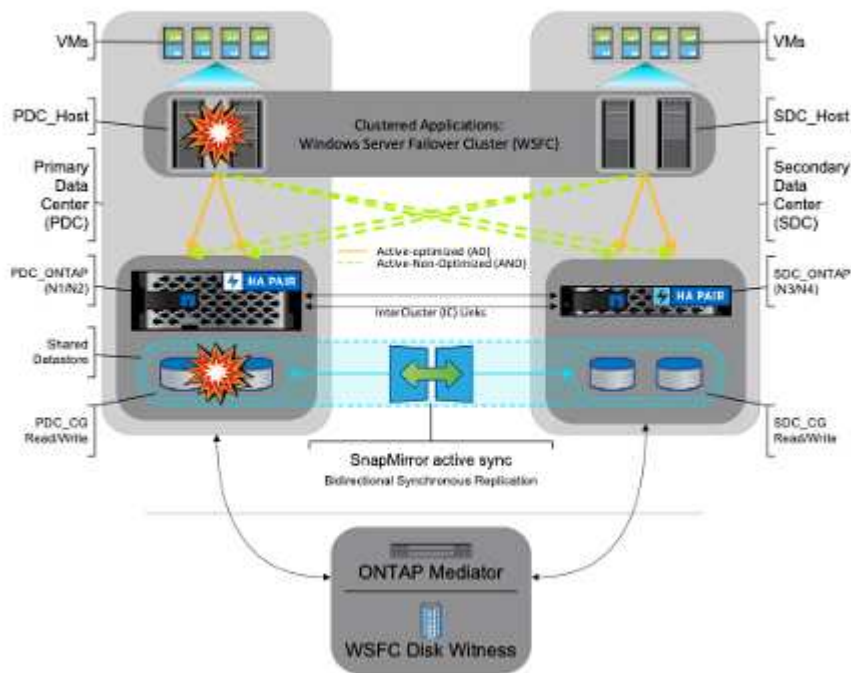 VMs
VMs
PDC_Host
SDC_Host
Clustered Applications:
Windows Server Failover Cluster (WSFC)
Primary
Data
Center
(PDC)
Secondary
Data
Center
(SDC)
Active-optimized (AO)
Active-Non-Optimized (ANO)
PDC_ONTAP
(N1/N2)
HA PAIR
SDC_ONTAP
(N3/N4)
HA PAIR
InterCluster (IC) Links
Shared
Datastore
PDC_CG
Read/Write
SDC_CG
Read/Write
SnapMirror active sync
Bidirectional Synchronous Replication
ONTAP Mediator
WSFC Disk Witness